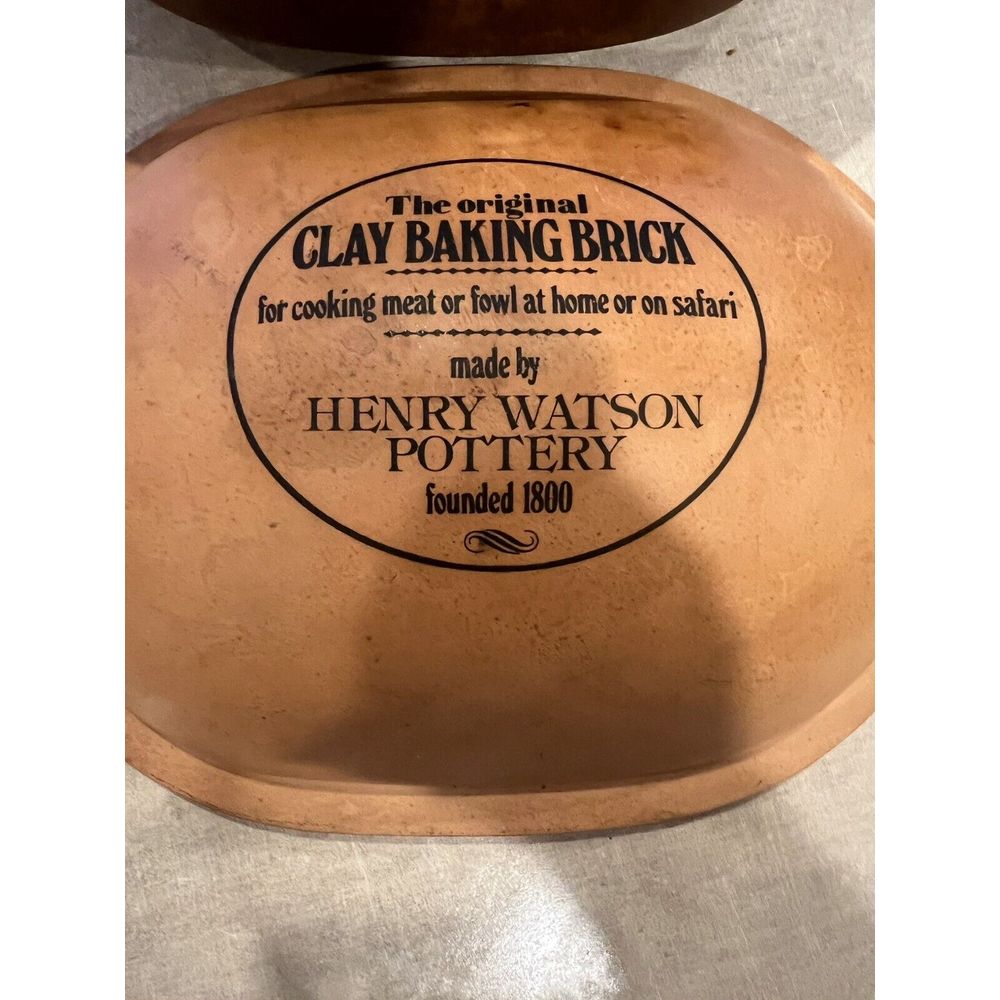 The original
CLAY BAKING BRICK
for cooking meat or fowl at home or on safari
made by
HENRY WATSON
POTTERY
founded 1800